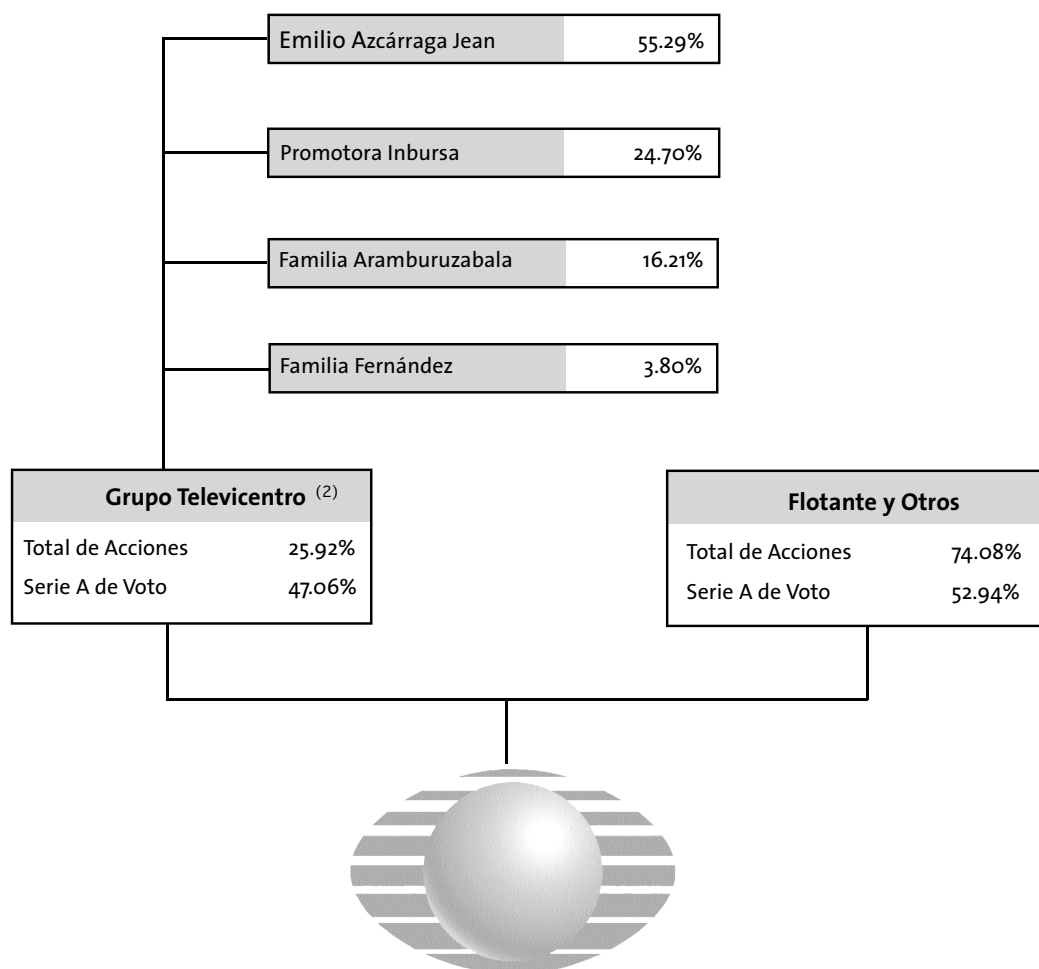 Emilio Azcárraga Jean 55.29%
Promotora Inbursa 24.70%
Familia Aramburuzabala 16.21%
Familia Fernández 3.80%
Grupo Televicentro (2)
Total de Acciones 25.92%
Serie A de Voto 47.06%
Flotante y Otros
Total de Acciones 74.08%
Serie A de Voto 52.94%